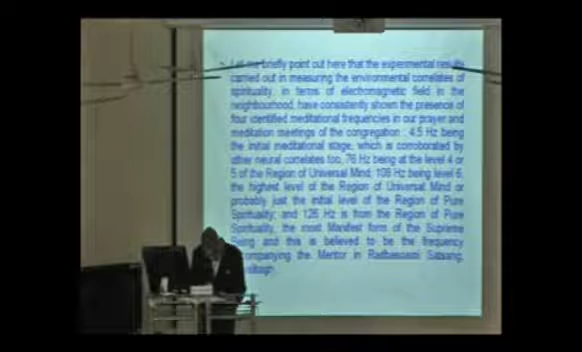 Let me briefly point out here that the experimental results
carried out in measuring the environmental correlates of
spirituality, in terms of electromagnetic field in the
neighbourhood, have consistently shown the presence of
four identified meditational frequencies in our prayer and
meditation meetings of the congregation : 4.5 Hz being
the initial meditational stage, which is corroborated by
other neural correlates too, 76 Hz being at the level 4 or
5 of the Region of Universal Mind; 108 Hz being level 6,
the highest level of the Region of Universal Mind or
probably just the initial level of the Region of Pure
Spirituality; and 126 Hz is from the Region of Pure
Spirituality, the most Manifest form of the Supreme
Being and this is believed to be the frequency
accompanying the Mentor in Radhasoami Satsang,